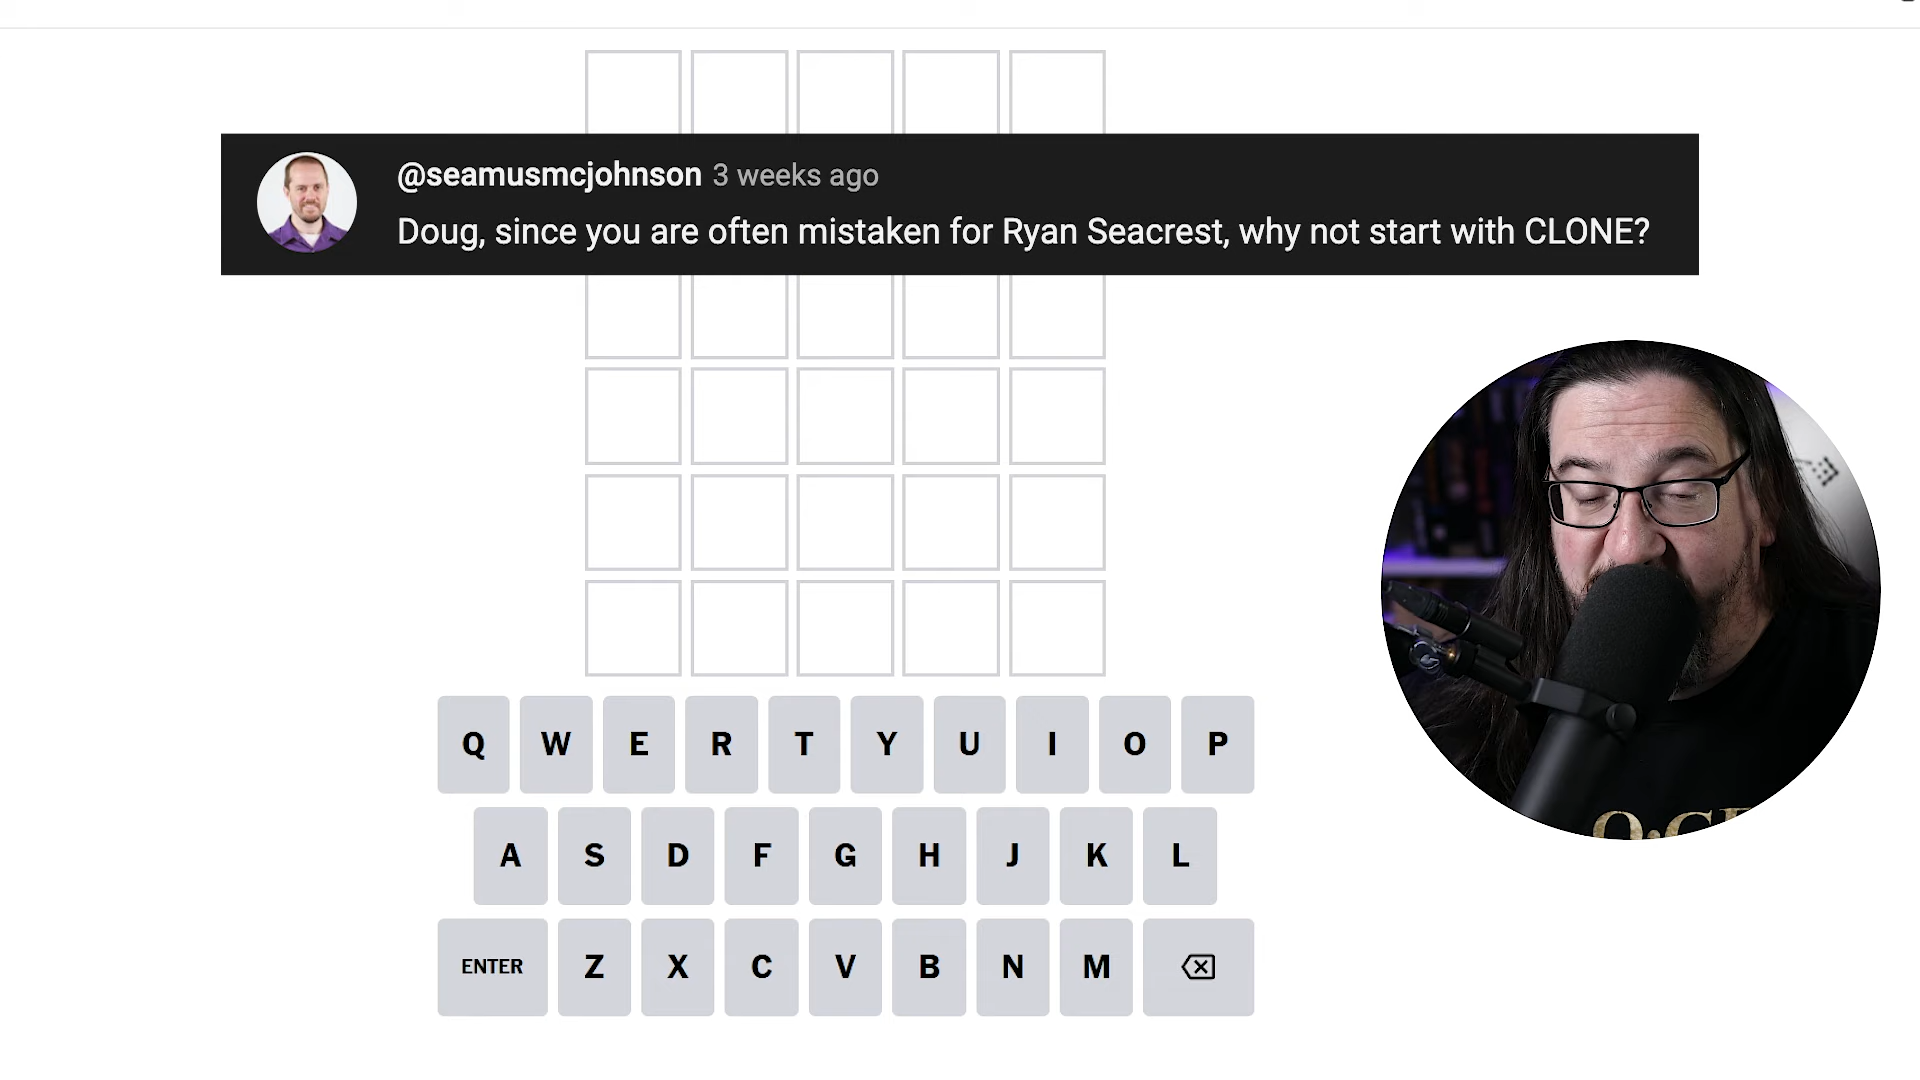 @seamusmcjohnson 3 weeks ago
Doug, since you are often mistaken for Ryan Seacrest, why not start with CLONE?
Q W E R T Y U I O P
A S D F G H J K L
ENTER Z X C V B N M